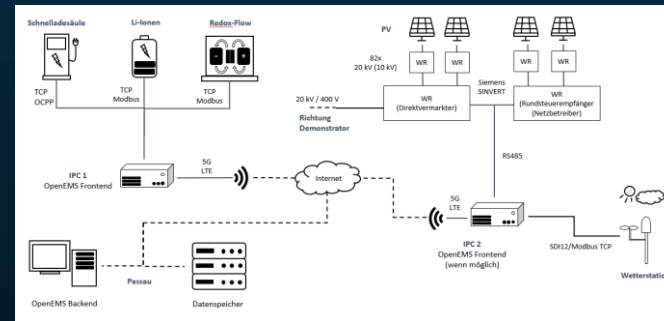 Schnelladesäule
Li-Ionen
Redox-Flow
PV
TCP
OCPP
TCP
Modbus
TCP
Modbus
82x
20 kV (10 kV)
WR
WR
WR
WR
Siemens
SINVERT
20 kV / 400 V
Richtung
Demonstrator
WR
(Direktvermarkter)
WR
(Rundsteuerempfänger
(Netzbetreiber)
RS485
IPC 1
OpenEMS Frontend
5G
LTE
Internet
5G
LTE
IPC 2
OpenEMS Frontend
(wenn möglich)
SDI12/Modbus TCP
Wetterstation
OpenEMS Backend
Passau
Datenspeicher